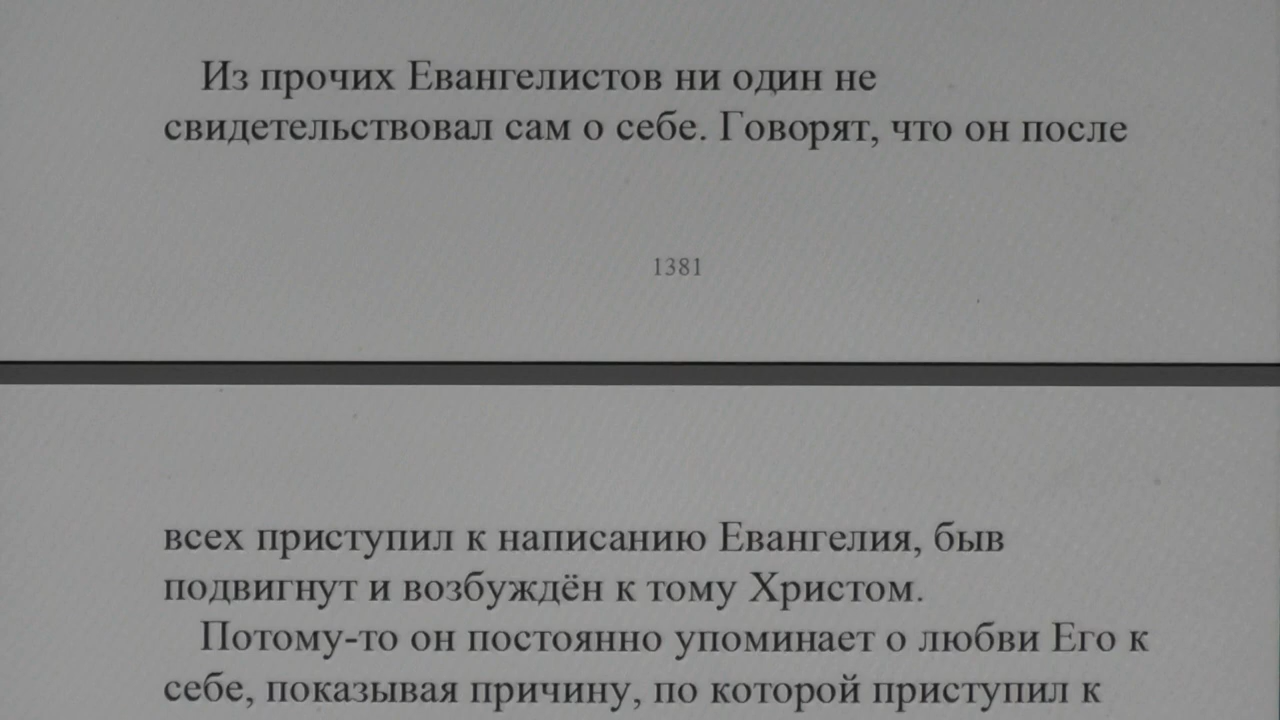 Из прочих Евангелистов ни один не
свидетельствовал сам о себе. Говорят, что он после
1381
всех приступил к написанию Евангелия, быв
подвигнут и возбуждён к тому Христом.
Потому-то он постоянно упоминает о любви Его к
себе, показывая причину, по которой приступил к